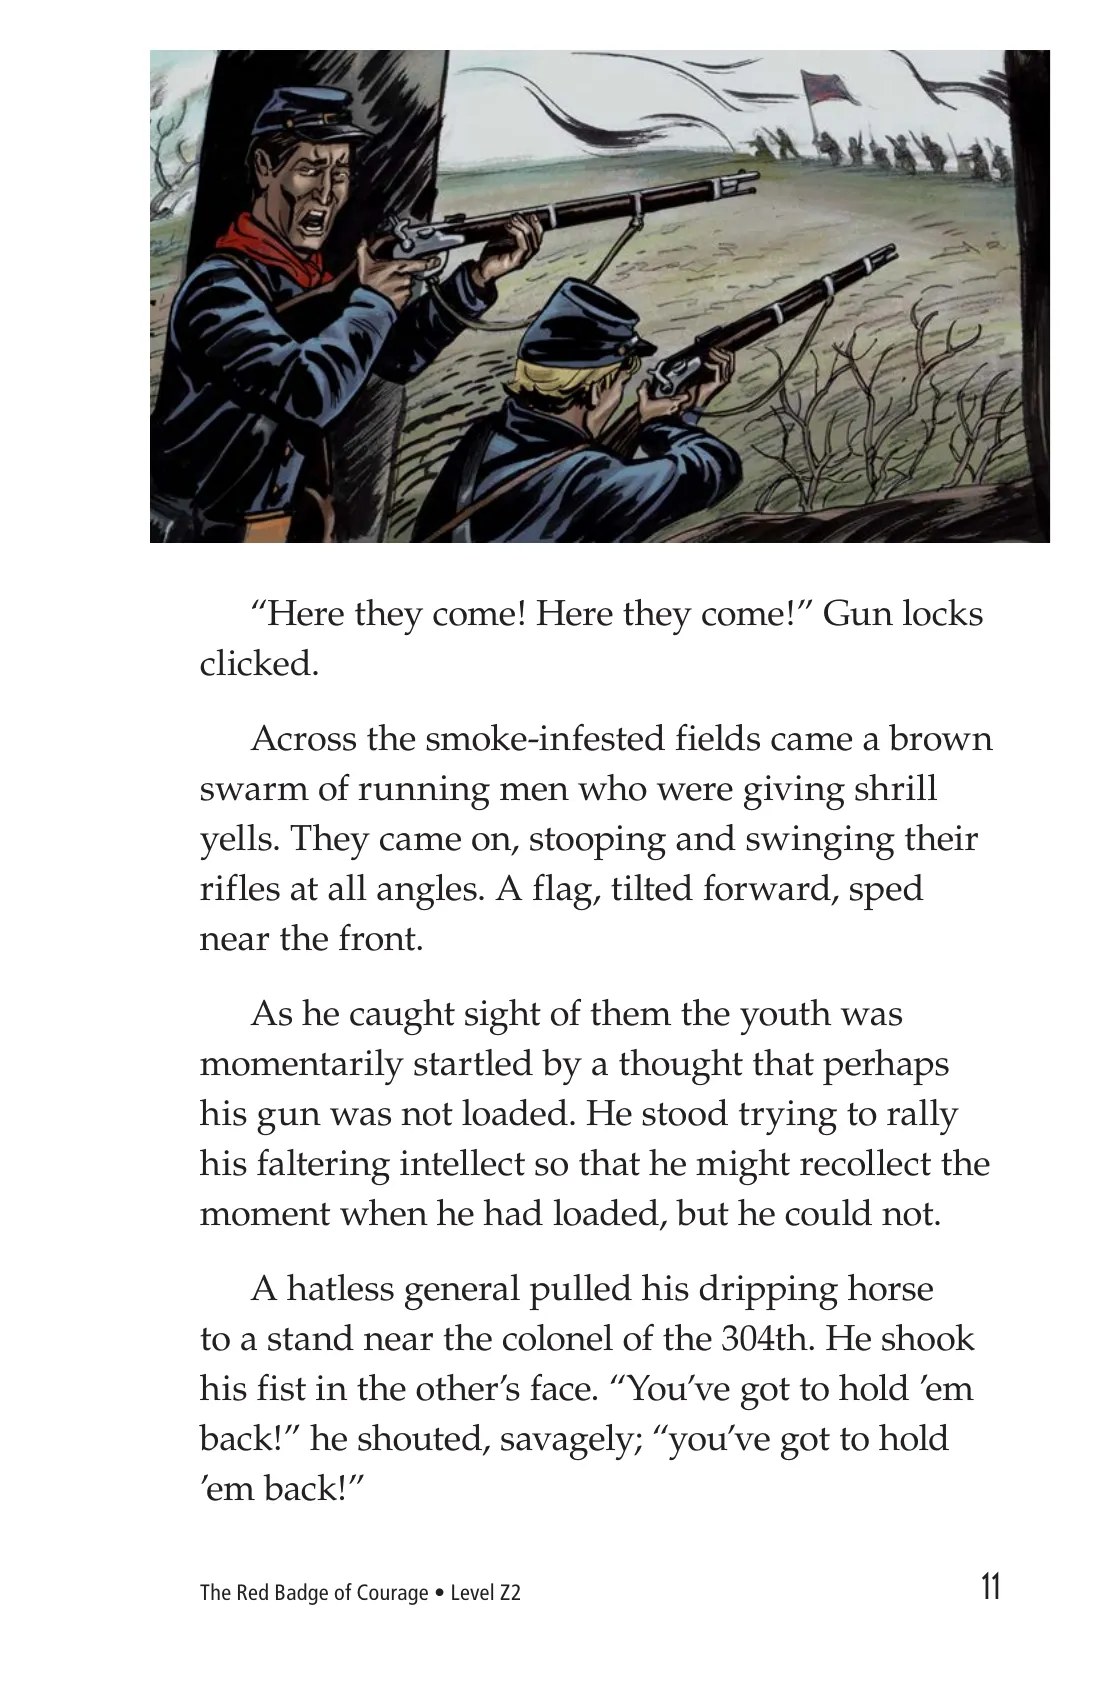 “Here they come! Here they come!” Gun locks
clicked.
Across the smoke-infested fields came a brown
swarm of running men who were giving shrill
yells. They came on, stooping and swinging their
rifles at all angles. A flag, tilted forward, sped
near the front.
As he caught sight of them the youth was
momentarily startled by a thought that perhaps
his gun was not loaded. He stood trying to rally
his faltering intellect so that he might recollect the
moment when he had loaded, but he could not.
A hatless general pulled his dripping horse
to a stand near the colonel of the 304th. He shook
his fist in the other’s face. “You’ve got to hold ’em
back!” he shouted, savagely; “you’ve got to hold
’em back!”
The Red Badge of Courage • Level Z2
11